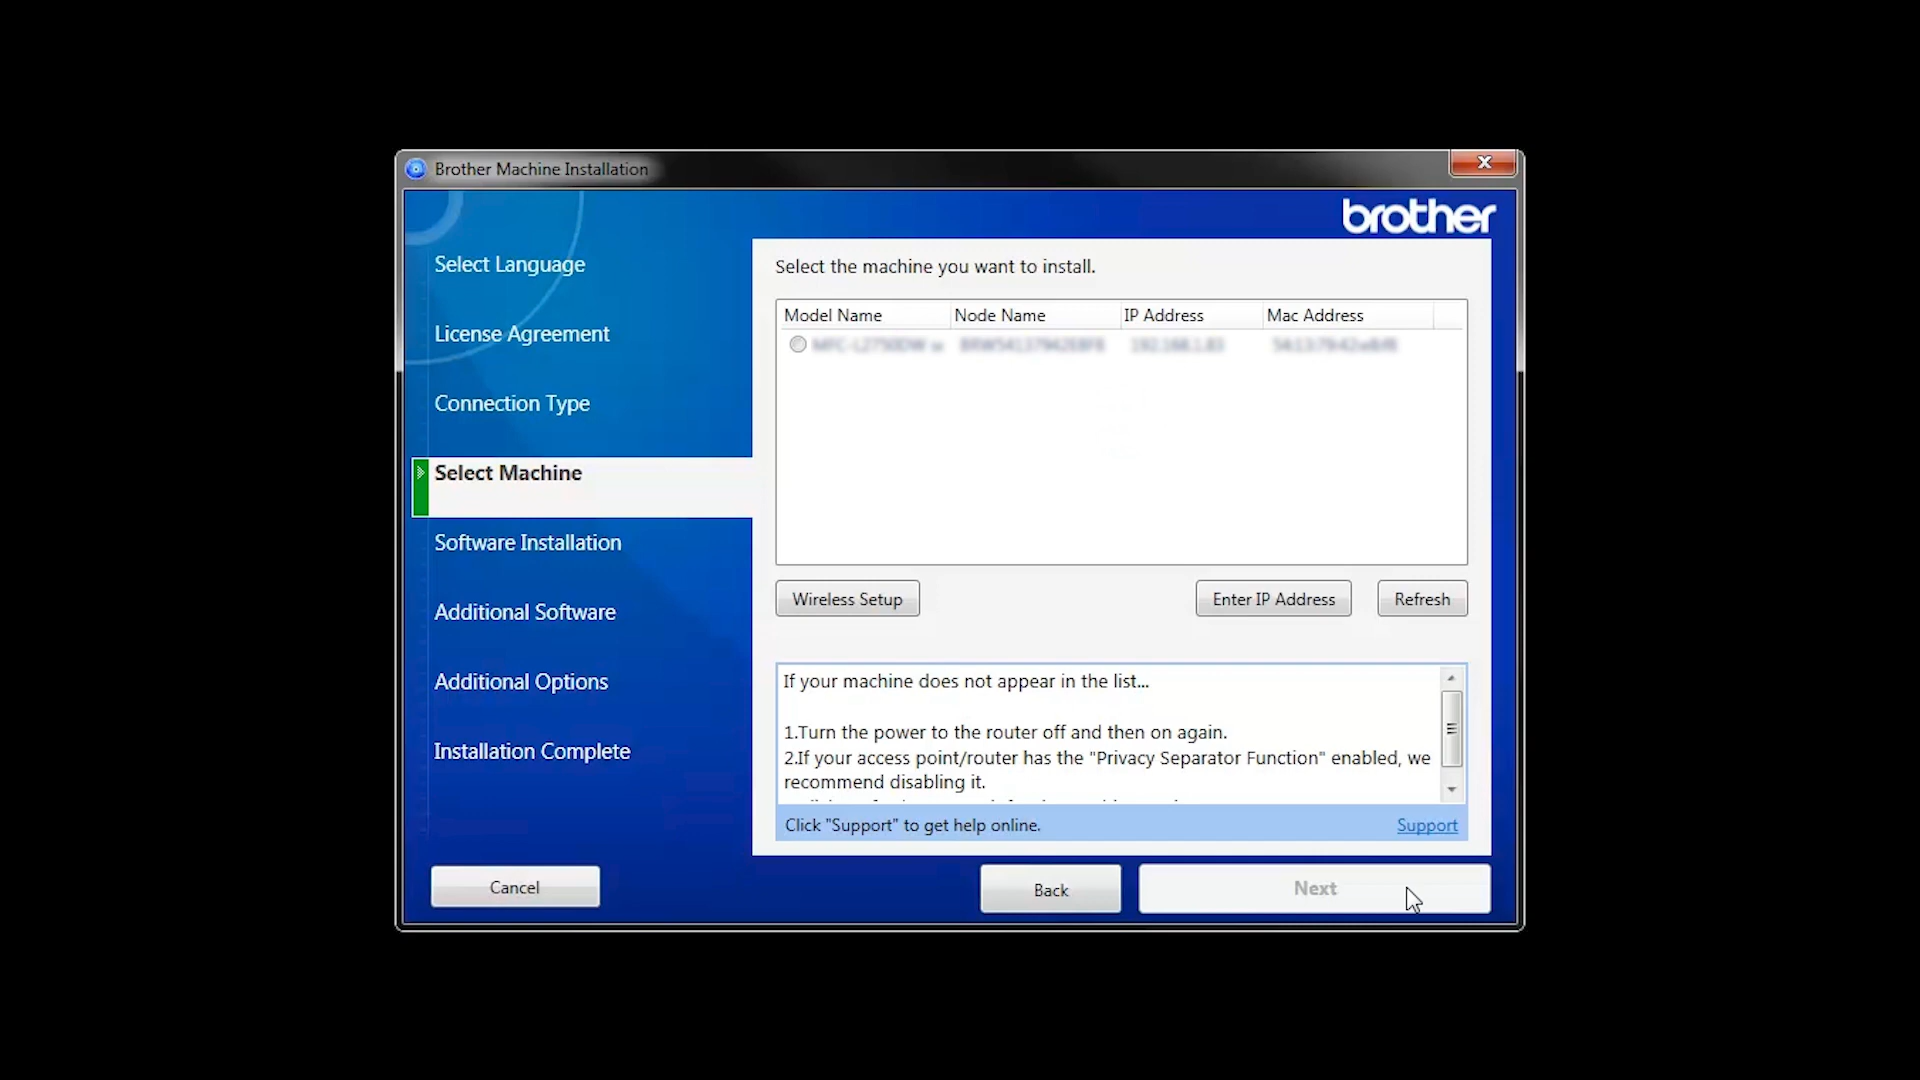 Brother Machine Installation
brother
Select Language
License Agreement
Connection Type
Select Machine
Software Installation
Additional Software
Additional Options
Installation Complete
Select the machine you want to install.
Model Name Node Name IP Address Mac Address
Wireless Setup Enter IP Address Refresh
If your machine does not appear in the list...
1.Turn the power to the router off and then on again.
2.If your access point/router has the "Privacy Separator Function" enabled, we
recommend disabling it.
Click "Support" to get help online. Support
Cancel Back Next